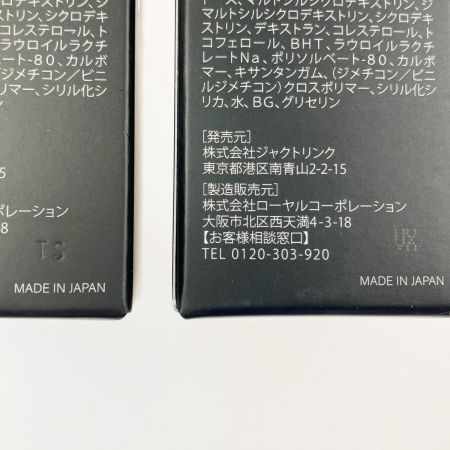 マルトシルシクロデキストリン、ジ
マルトシルシクロデキストリン、シクロデキ
ストリン、デキストラン、コレステロール、ト
コフェロール、BHT、ラウロイルラクチ
レートNa、ポリソルベート-80、カルボ
マー、キサンタンガム、(ジメチコン/ビニ
ルジメチコン)クロスポリマー、シリル化シ
リカ、水、BG、グリセリン
[発売元]
株式会社ジャクトリンク
東京都港区南青山2-2-15
[製造販売元]
株式会社ローヤルコーポレーション
大阪市北区西天満4-3-18
【お客様相談窓口】
TEL 0120-303-920
MADE IN JAPAN
キストリン、ジ
リン、シクロデキ
コレステロール、ト
ラウロイルラクチ
ベート-80、カルボ
(ジメチコン/ビニ
リマー、シリル化シ
5
ポレーション
8
MADE IN JAPAN